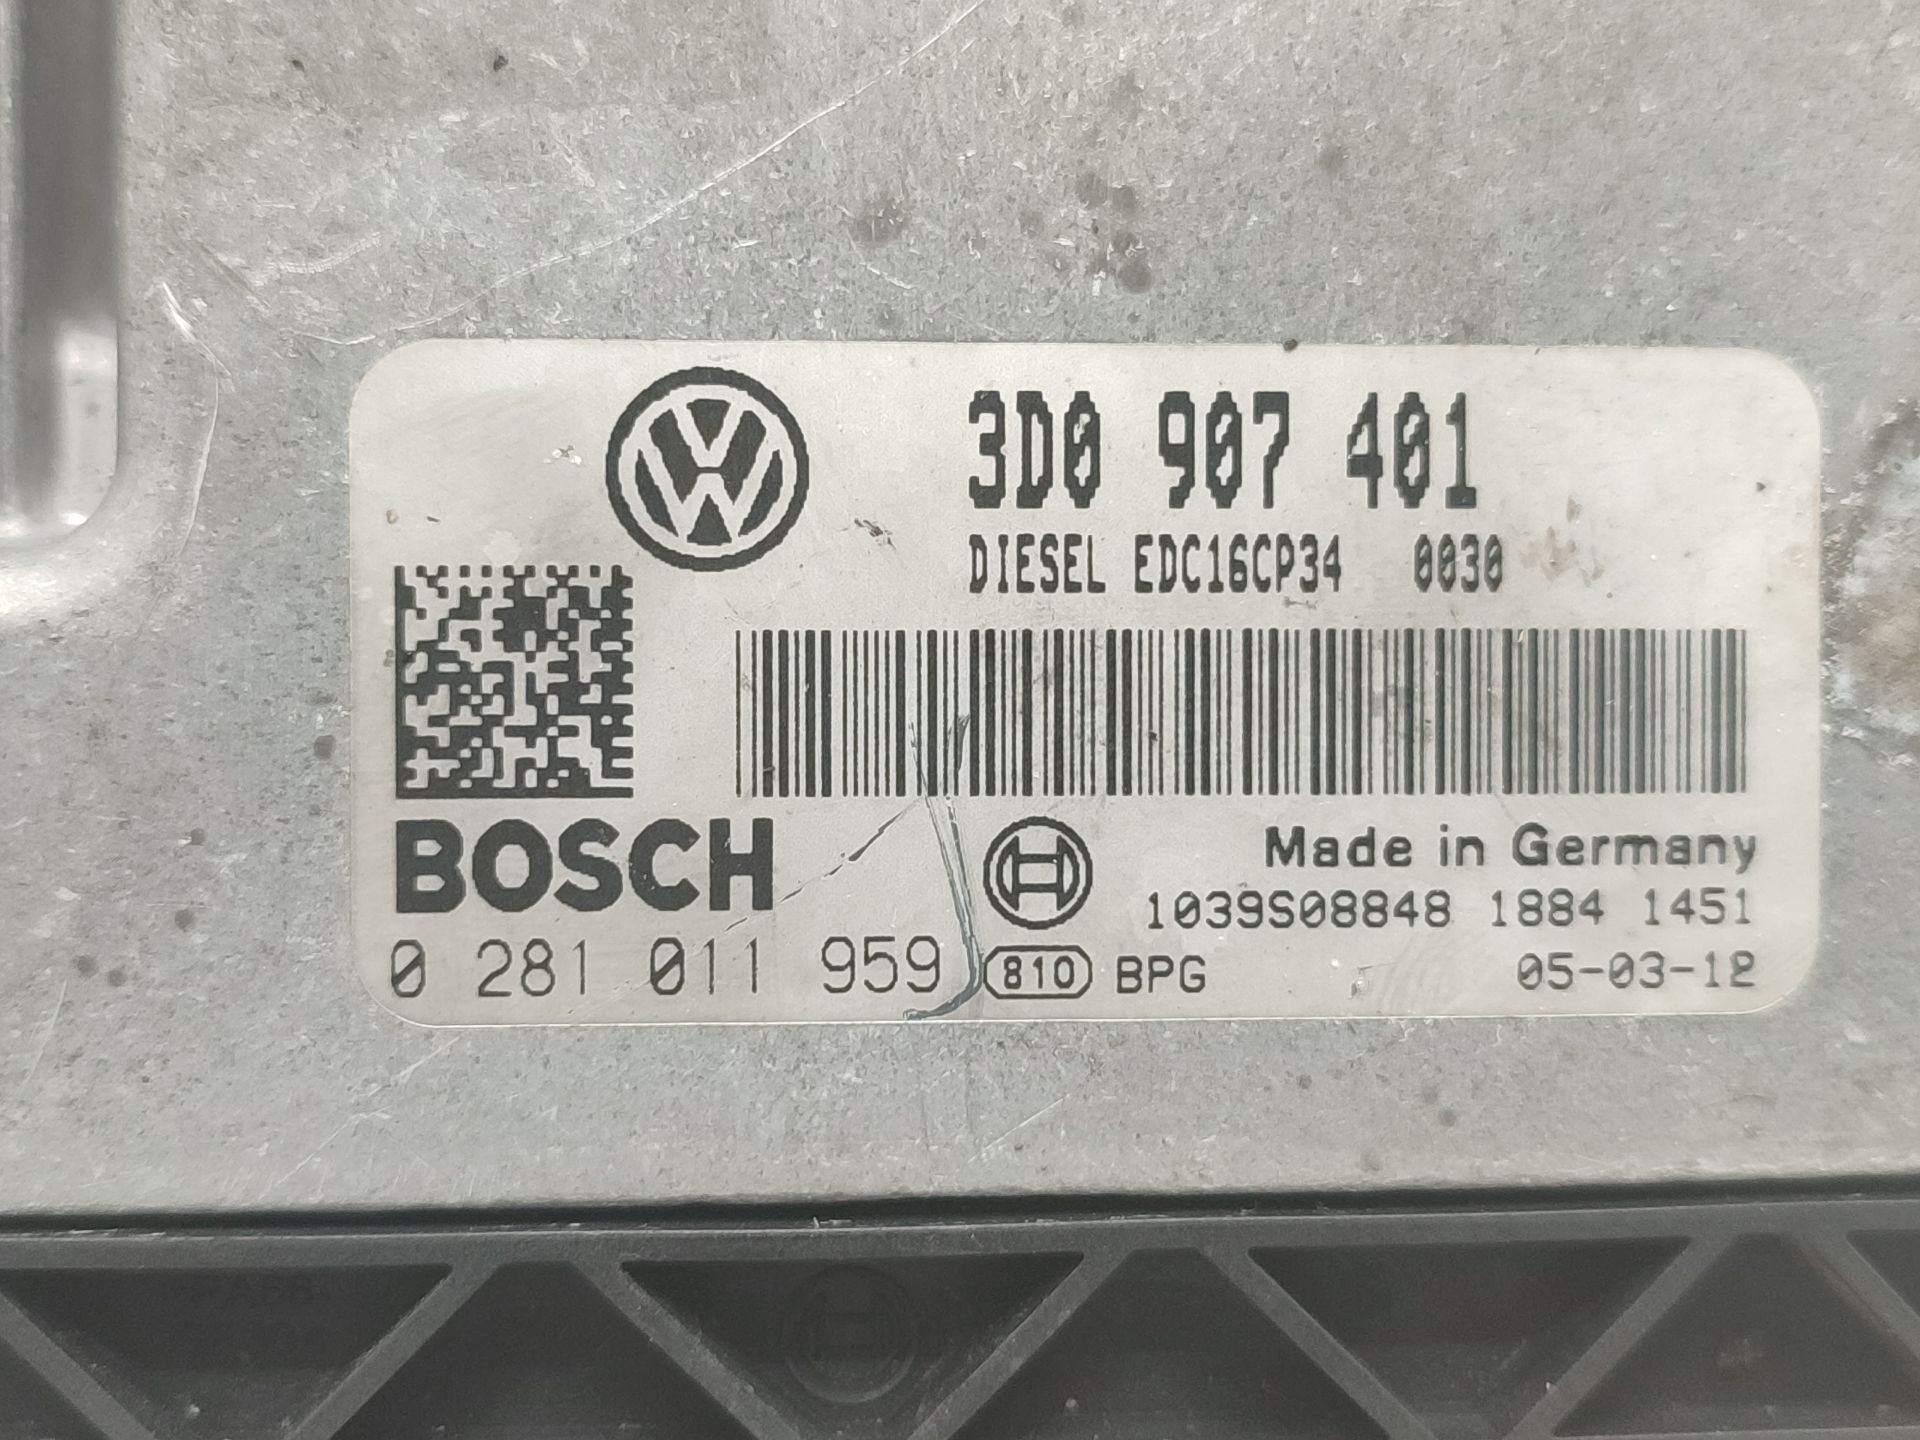 3D0 907 401
DIESEL EDC16CP34 0030
BOSCH
Made in Germany
1039S08848 1884 1451
0 281 011 959
810 BPG
05-03-12